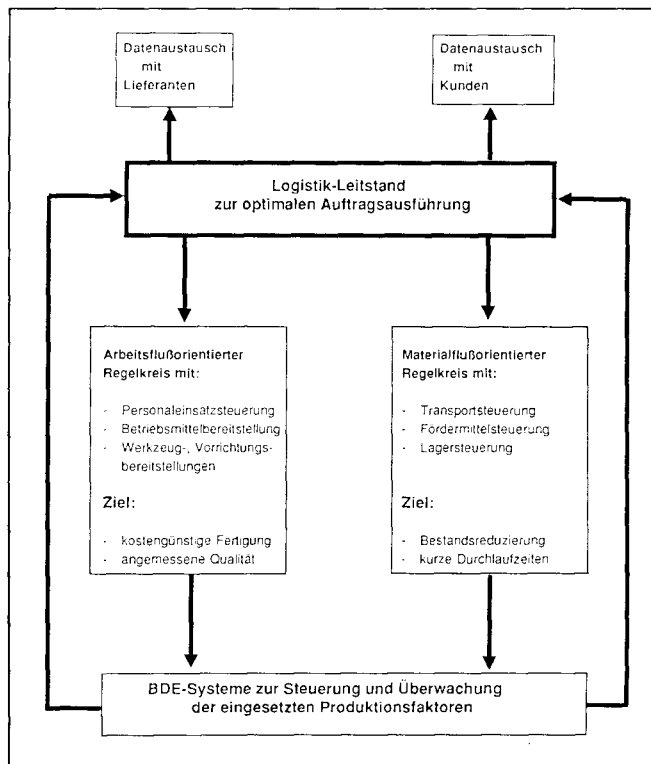 Datenaustausch
mit
Lieferanten
Datenaustausch
mit
Kunden
Logistik-Leitstand
zur optimalen Auftragsausführung
Arbeitsflußorientierter
Regelkreis mit:
- Personaleinsatzsteuerung
- Betriebsmittelbereitstellung
- Werkzeug-, Vorrichtungs-
bereitstellungen
Ziel:
- kostengünstige Fertigung
- angemessene Qualität
Materialflußorientierter
Regelkreis mit:
- Transportsteuerung
- Fördermittelsteuerung
- Lagersteuerung
Ziel:
- Bestandsreduzierung
- kurze Durchlaufzeiten
BDE-Systeme zur Steuerung und Überwachung
der eingesetzten Produktionsfaktoren